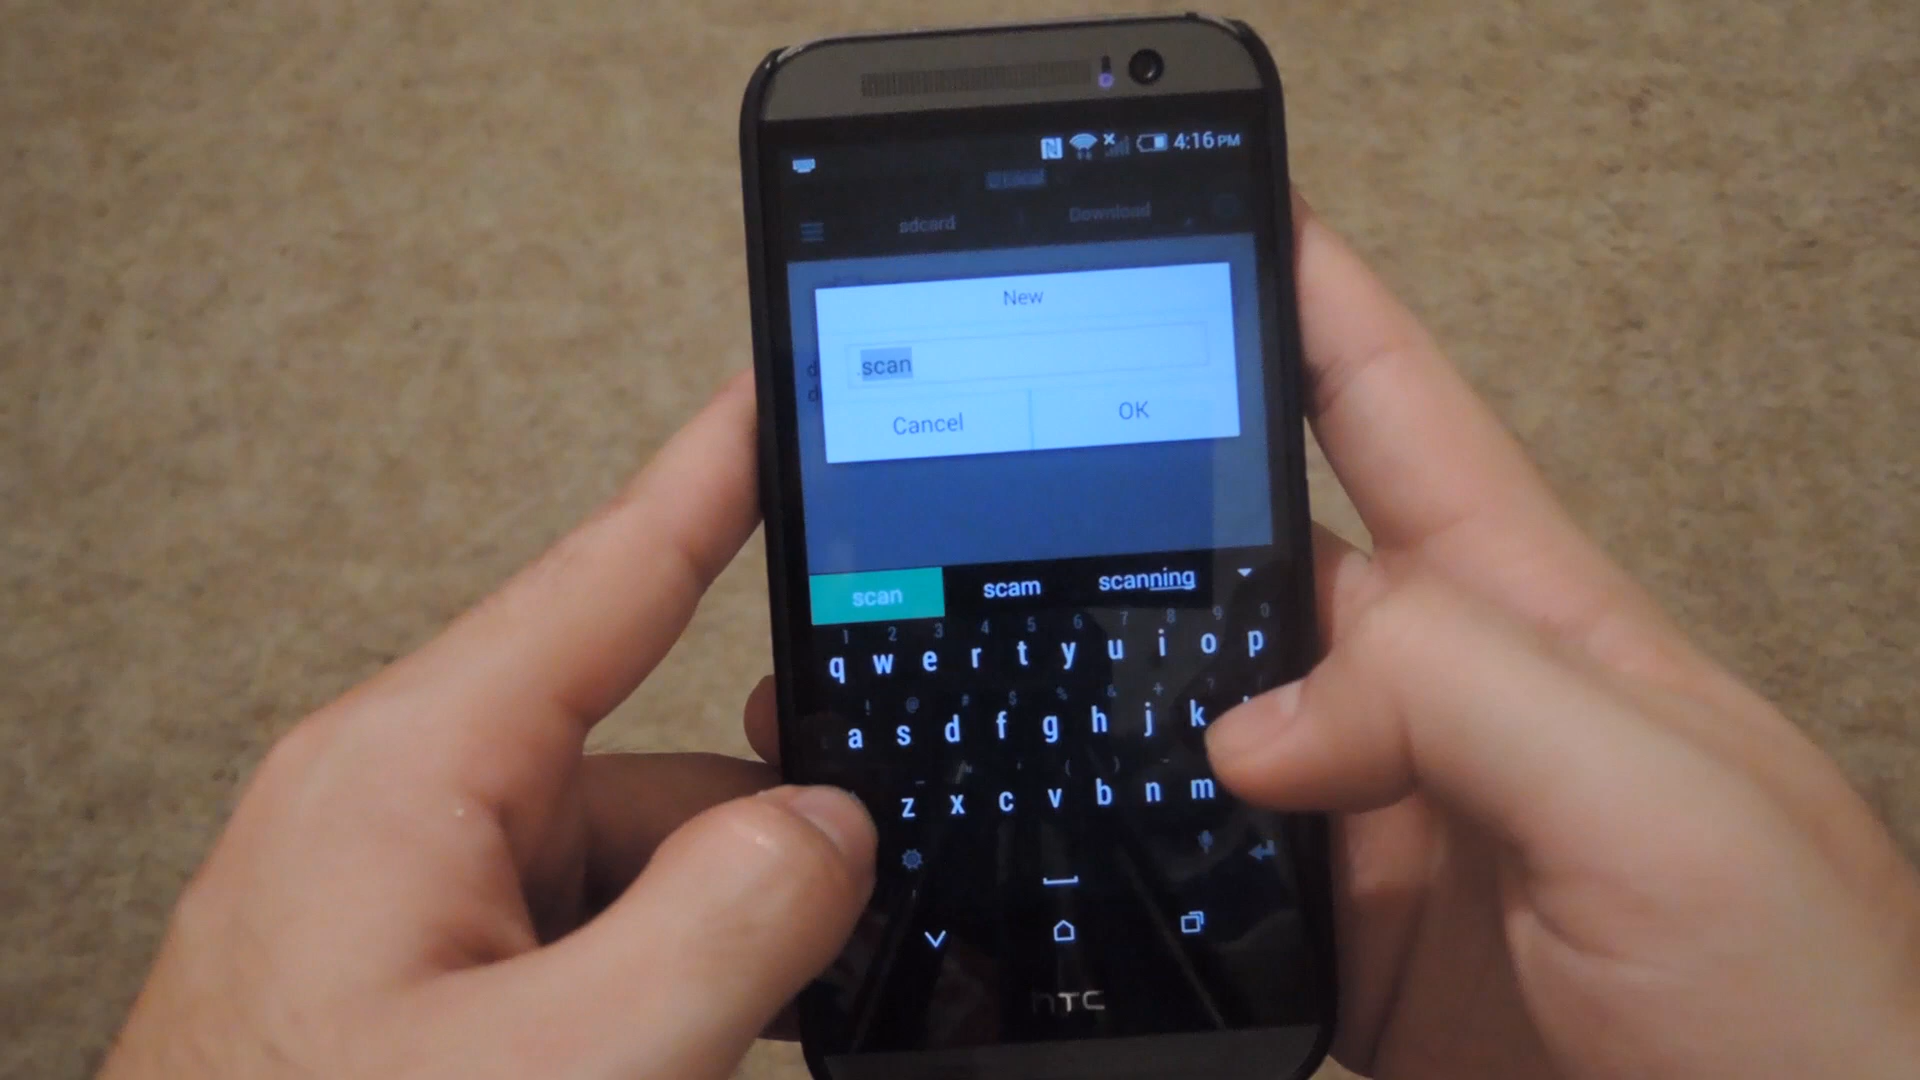 4:16 PM
sdcard Download
New
.scan
Cancel OK
scan scam scanning
1 2 3 4 5 6 7 8 9 0
q w e r t y u i o p
! @ # $ % & + ?
a s d f g h j k
z x c v b n m
hTC